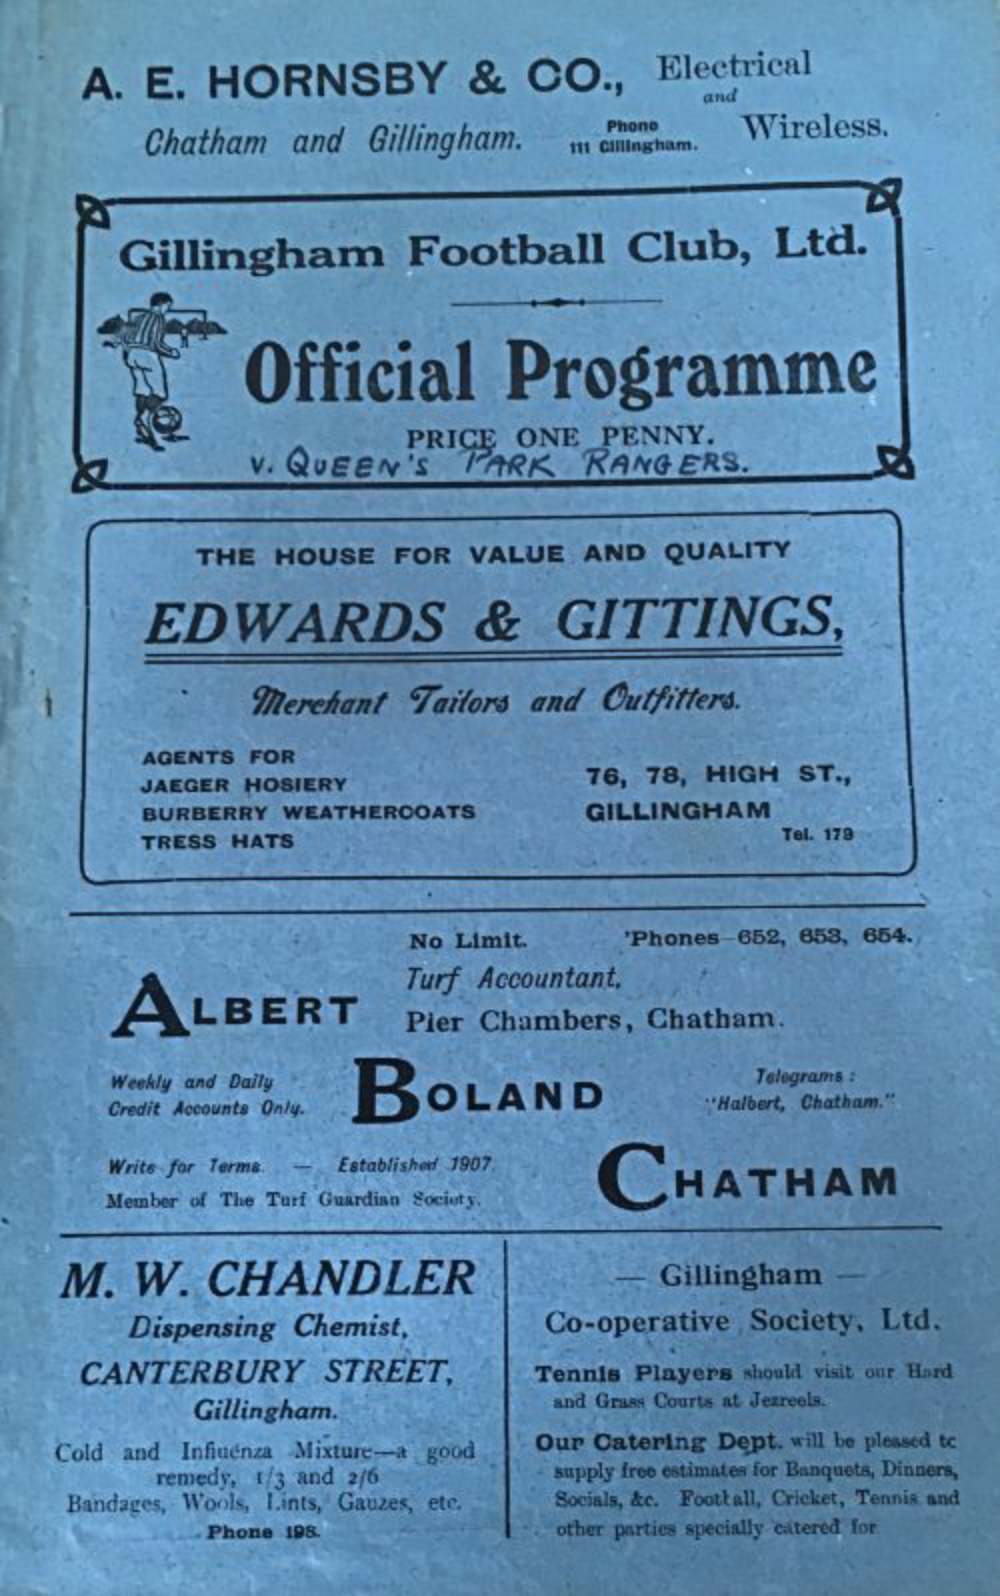 A. E. HORNSBY & CO., Electrical
and
Wireless.
Chatham and Gillingham.
Phone
111 Gillingham.
Gillingham Football Club, Ltd.
Official Programme
PRICE ONE PENNY.
V. QUEEN'S PARK RANGERS.
THE HOUSE FOR VALUE AND QUALITY
EDWARDS & GITTINGS,
Merchant Tailors and Outfitters.
AGENTS FOR
JAEGER HOSIERY
BURBERRY WEATHERCOATS
TRESS HATS
76, 78, HIGH ST.,
GILLINGHAM
Tel. 179
No Limit. 'Phones—652, 653, 654.
Turf Accountant,
ALBERT Pier Chambers, Chatham.
Weekly and Daily
Credit Accounts Only.
BOLAND
Telegrams :
"Halbert, Chatham."
Write for Terms. — Established 1907.
Member of The Turf Guardian Society.
CHATHAM
M. W. CHANDLER
Dispensing Chemist,
CANTERBURY STREET,
Gillingham.
Cold and Influenza Mixture—a good
remedy, 1/3 and 2/6
Bandages, Wools, Lints, Gauzes, etc.
Phone 198.
— Gillingham —
Co-operative Society, Ltd.
Tennis Players should visit our Hard
and Grass Courts at Jezreels.
Our Catering Dept. will be pleased to
supply free estimates for Banquets, Dinners,
Socials, &c. Football, Cricket, Tennis and
other parties specially catered for